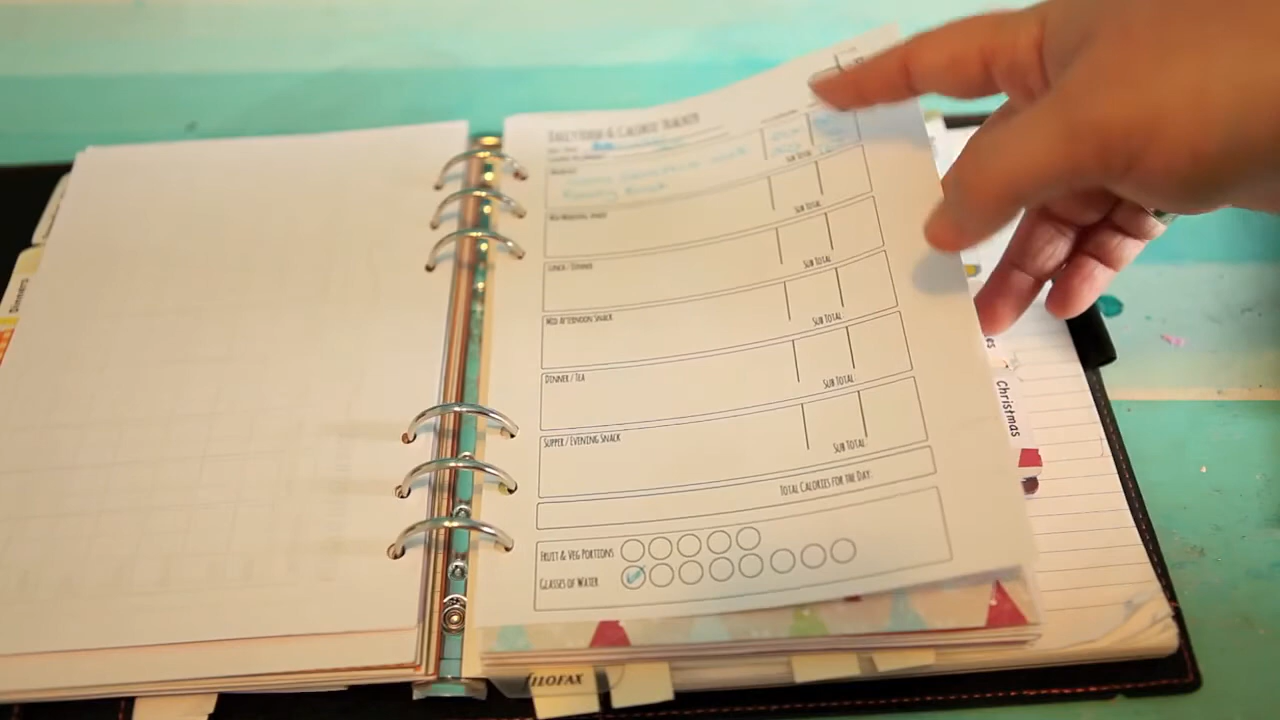 Dinners
Daily Food & Calorie Tracker
Sub Total
Mid Morning Snack
Sub Total
Lunch / Dinner
Sub Total
Mid Afternoon Snack
Sub Total
Dinner / Tea
Sub Total
Supper / Evening Snack
Sub Total
Total Calories for the Day:
Fruit & Veg Portions
Glasses of Water
Christmas
FILOFAX